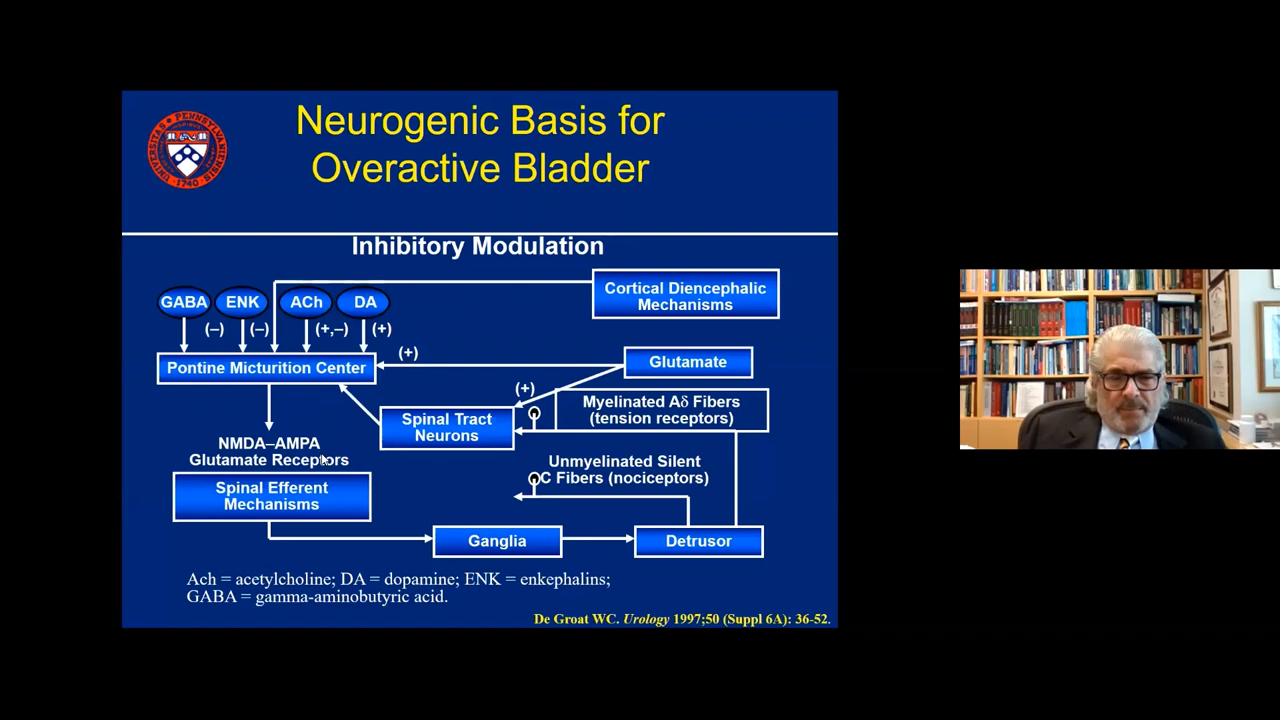 Neurogenic Basis for
Overactive Bladder
Inhibitory Modulation
Cortical Diencephalic
Mechanisms
GABA ENK ACh DA
(–) (–) (+,–) (+)
Pontine Micturition Center
(+)
Glutamate
(+)
Myelinated Aδ Fibers
(tension receptors)
Spinal Tract
Neurons
NMDA–AMPA
Glutamate Receptors
Unmyelinated Silent
C Fibers (nociceptors)
Spinal Efferent
Mechanisms
Ganglia
Detrusor
Ach = acetylcholine; DA = dopamine; ENK = enkephalins;
GABA = gamma-aminobutyric acid.
De Groat WC. Urology 1997;50 (Suppl 6A): 36-52.